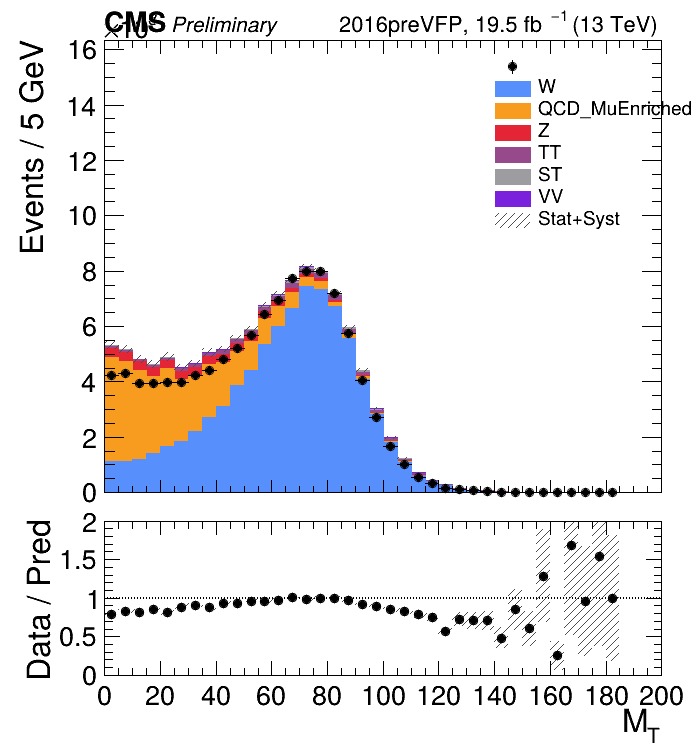 CMS Preliminary 2016preVFP, 19.5 fb⁻¹ (13 TeV)
Events / 5 GeV
16
14
12
10
8
6
4
2
0
W
QCD_MuEnriched
Z
TT
ST
VV
Stat+Syst
Data / Pred
2
1.5
1
0.5
0
0 20 40 60 80 100 120 140 160 180 200
M_T